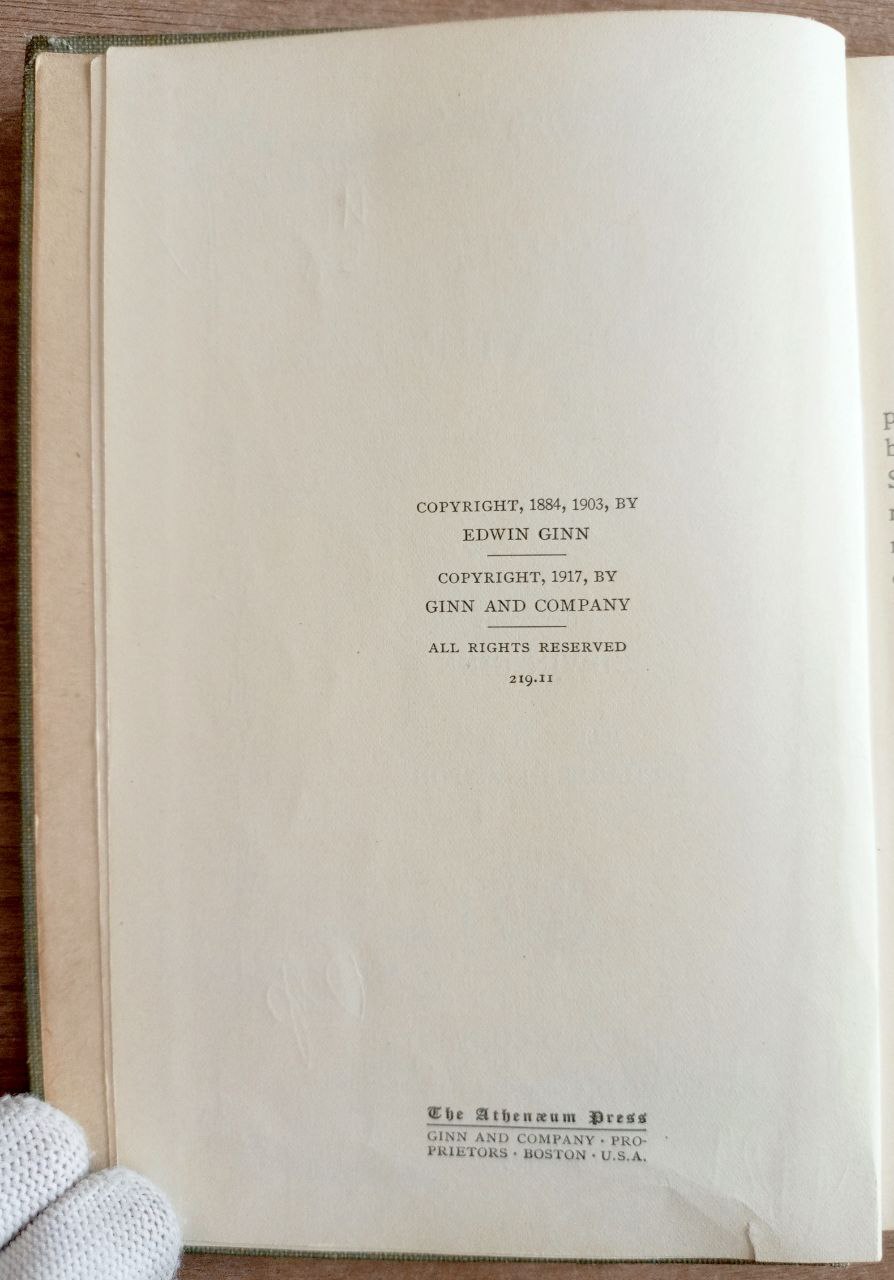 COPYRIGHT, 1884, 1903, BY
EDWIN GINN
COPYRIGHT, 1917, BY
GINN AND COMPANY
ALL RIGHTS RESERVED
219.11
The Athenæum Press
GINN AND COMPANY · PRO-
PRIETORS · BOSTON · U.S.A.